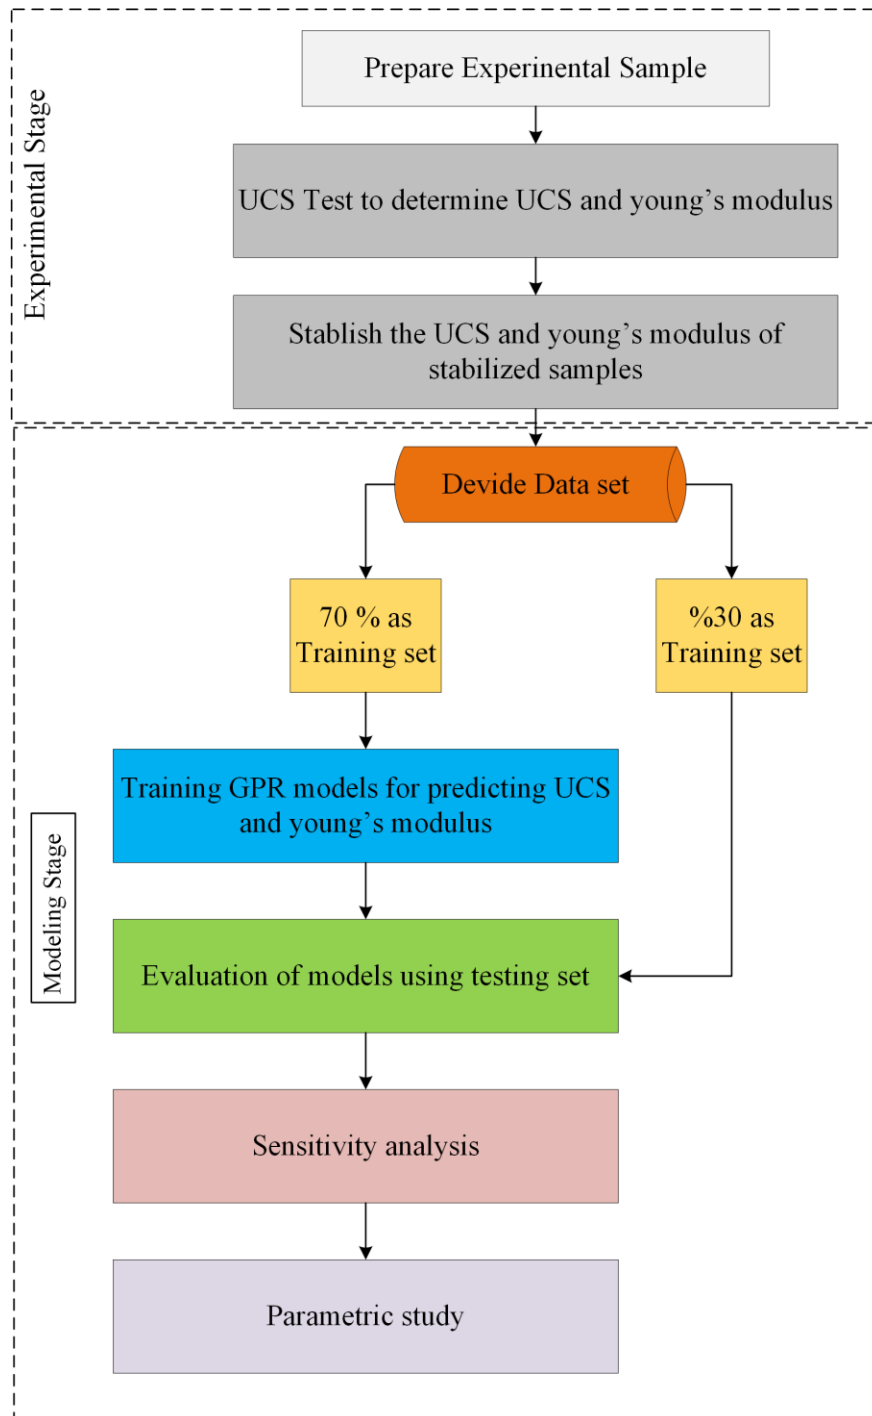 Experimental Stage
Prepare Experinental Sample
UCS Test to determine UCS and young’s modulus
Stablish the UCS and young’s modulus of
stabilized samples
Devide Data set
70 % as
Training set
%30 as
Training set
Training GPR models for predicting UCS
and young’s modulus
Modeling Stage
Evaluation of models using testing set
Sensitivity analysis
Parametric study